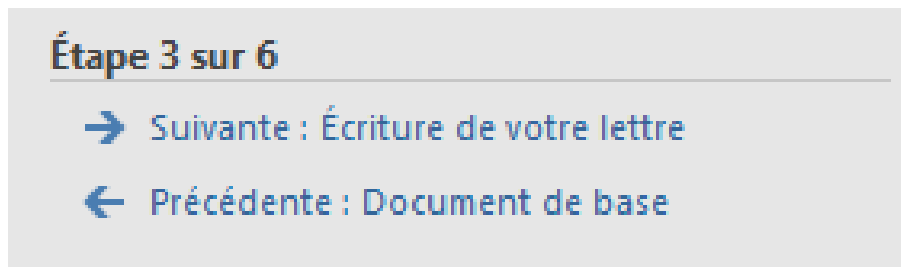 Étape 3 sur 6
Suivante : Écriture de votre lettre
Précédente : Document de base